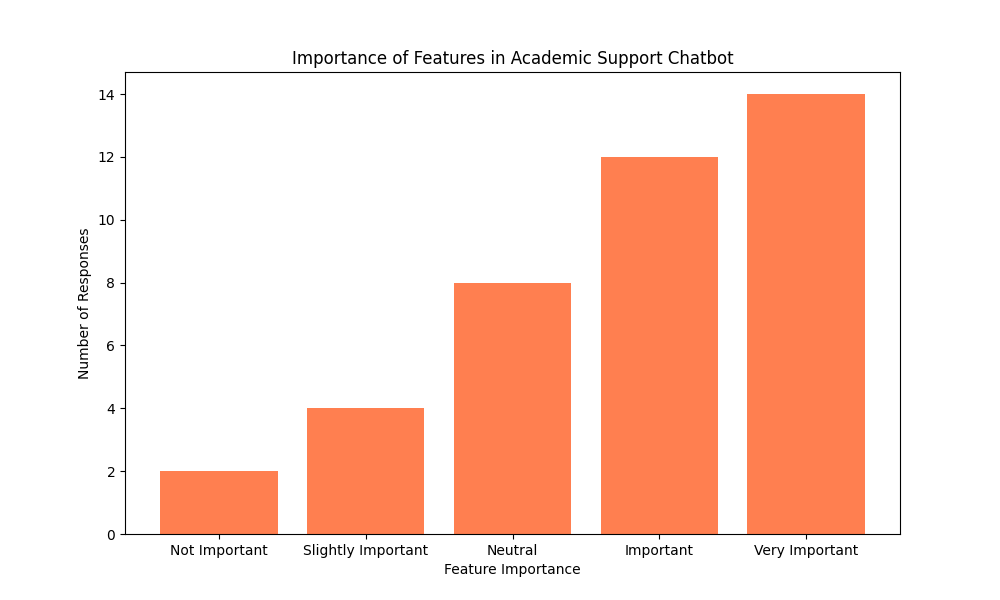 Importance of Features in Academic Support Chatbot
Number of Responses
14
12
10
8
6
4
2
0
Not Important
Slightly Important
Neutral
Important
Very Important
Feature Importance